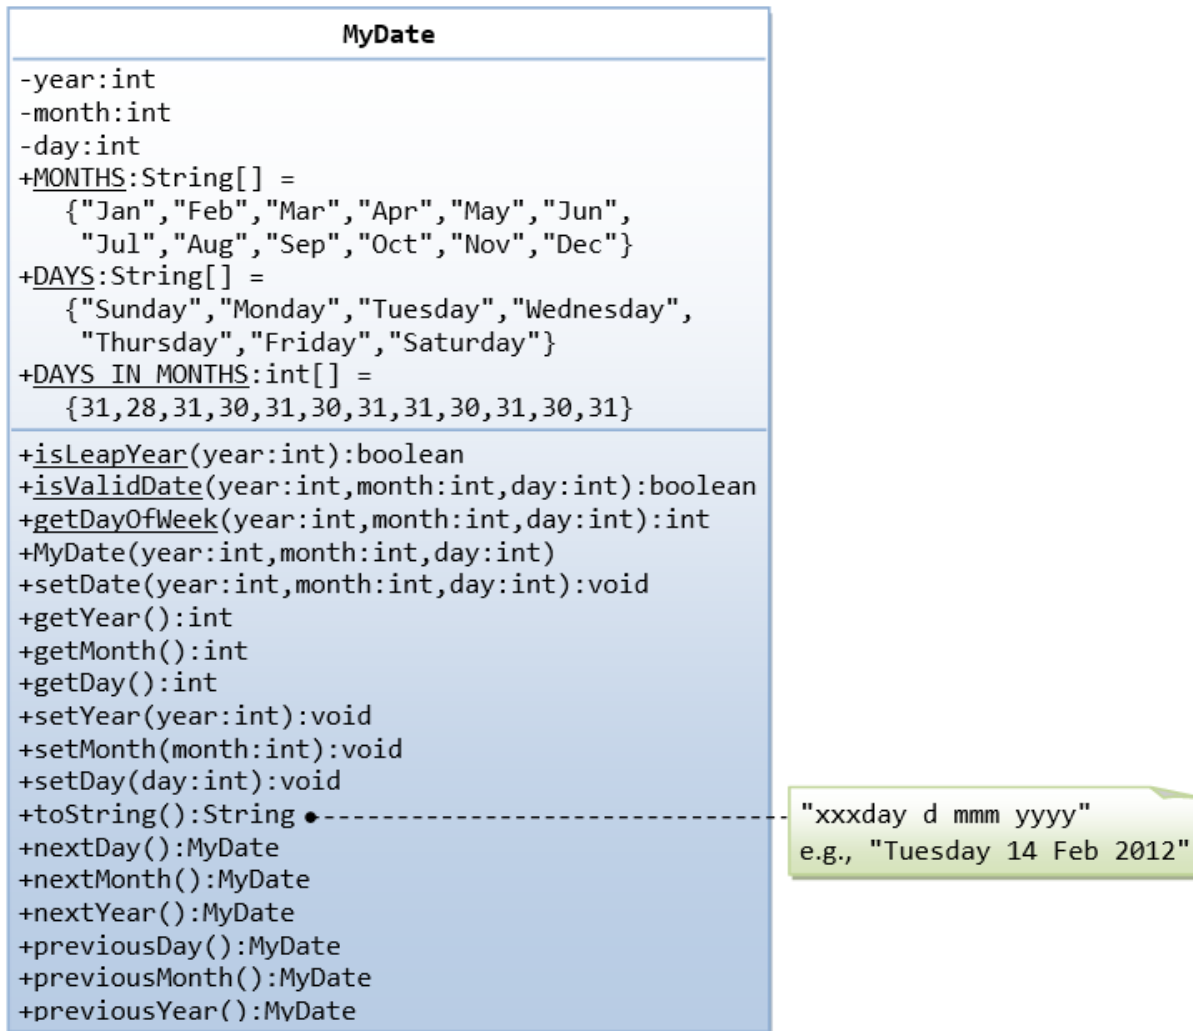 MyDate
-year:int
-month:int
-day:int
+MONTHS:String[] =
{"Jan","Feb","Mar","Apr","May","Jun",
"Jul","Aug","Sep","Oct","Nov","Dec"}
+DAYS:String[] =
{"Sunday","Monday","Tuesday","Wednesday",
"Thursday","Friday","Saturday"}
+DAYS_IN_MONTHS:int[] =
{31,28,31,30,31,30,31,31,30,31,30,31}
+isLeapYear(year:int):boolean
+isValidDate(year:int,month:int,day:int):boolean
+getDayOfWeek(year:int,month:int,day:int):int
+MyDate(year:int,month:int,day:int)
+setDate(year:int,month:int,day:int):void
+getYear():int
+getMonth():int
+getDay():int
+setYear(year:int):void
+setMonth(month:int):void
+setDay(day:int):void
+toString():String
"xxxday d mmm yyyy"
e.g., "Tuesday 14 Feb 2012"
+nextDay():MyDate
+nextMonth():MyDate
+nextYear():MyDate
+previousDay():MyDate
+previousMonth():MyDate
+previousYear():MyDate